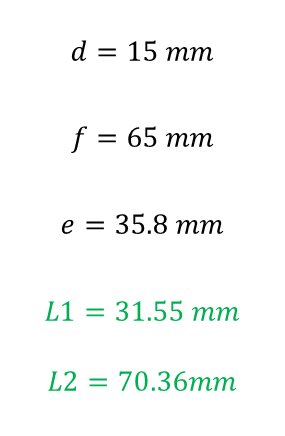 d = 15 mm
f = 65 mm
e = 35.8 mm
L1 = 31.55 mm
L2 = 70.36mm